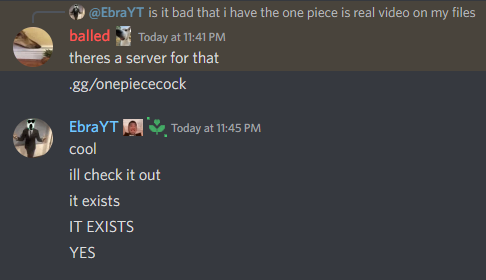 @EbraYT is it bad that i have the one piece is real video on my files
balled Today at 11:41 PM
theres a server for that
.gg/onepiececock
EbraYT Today at 11:45 PM
cool
ill check it out
it exists
IT EXISTS
YES